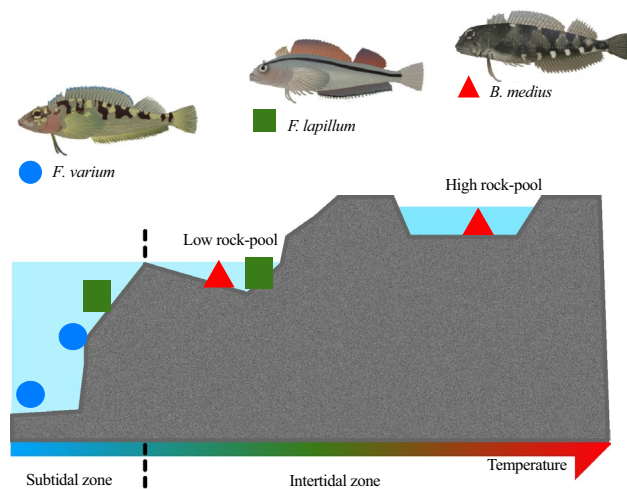 B. medius
F. lapillum
F. varium
High rock-pool
Low rock-pool
Temperature
Subtidal zone
Intertidal zone